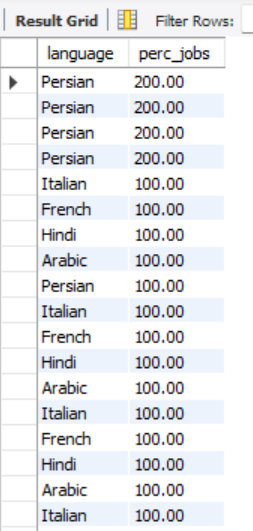 Result Grid Filter Rows:
language perc_jobs
Persian 200.00
Persian 200.00
Persian 200.00
Persian 200.00
Italian 100.00
French 100.00
Hindi 100.00
Arabic 100.00
Persian 100.00
Italian 100.00
French 100.00
Hindi 100.00
Arabic 100.00
Italian 100.00
French 100.00
Hindi 100.00
Arabic 100.00
Italian 100.00